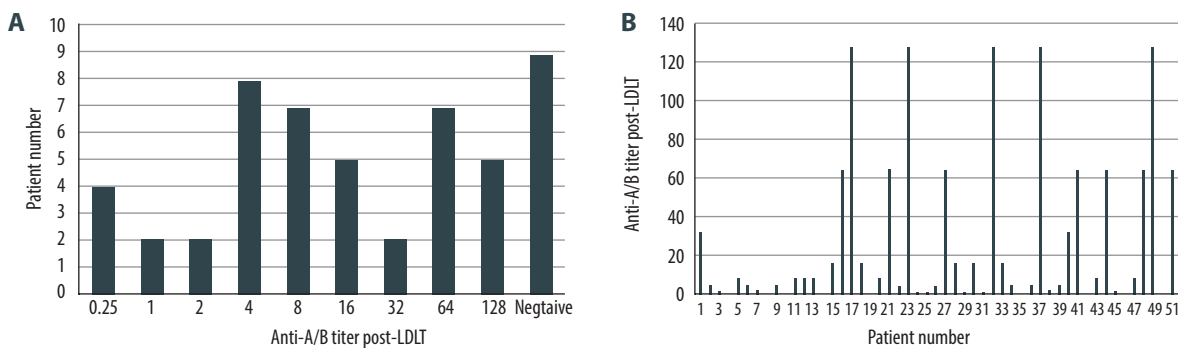 A
Patient number
10
9
8
7
6
5
4
3
2
1
0
0.25 1 2 4 8 16 32 64 128 Negtaive
Anti-A/B titer post-LDLT
B
Anti-A/B titer post-LDLT
140
120
100
80
60
40
20
0
1 3 5 7 9 11 13 15 17 19 21 23 25 27 29 31 33 35 37 39 41 43 45 47 49 51
Patient number